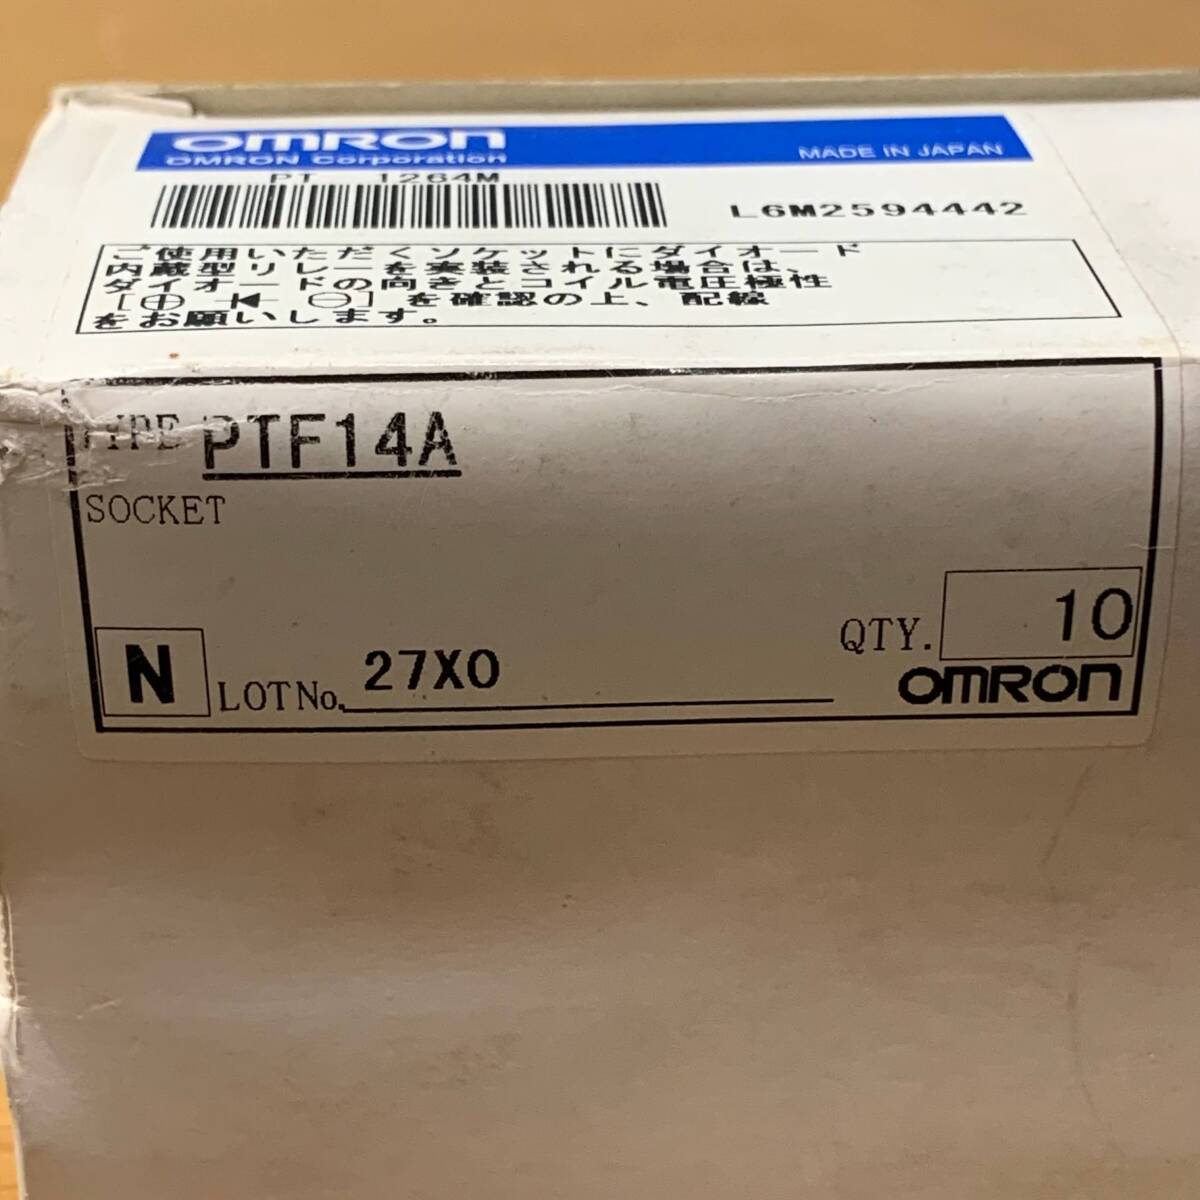 OMRON
OMRON Corporation
MADE IN JAPAN
PT 1264M
L6M2594442
ご使用いただくソケットにダイオード
内蔵型リレーを実装される場合は、
ダイオードの向きとコイル電圧極性
[⊕ ⊖]を確認の上、配線
をお願いします。
TYPE PTF14A
SOCKET
N
LOT No. 27X0
QTY. 10
OMRON